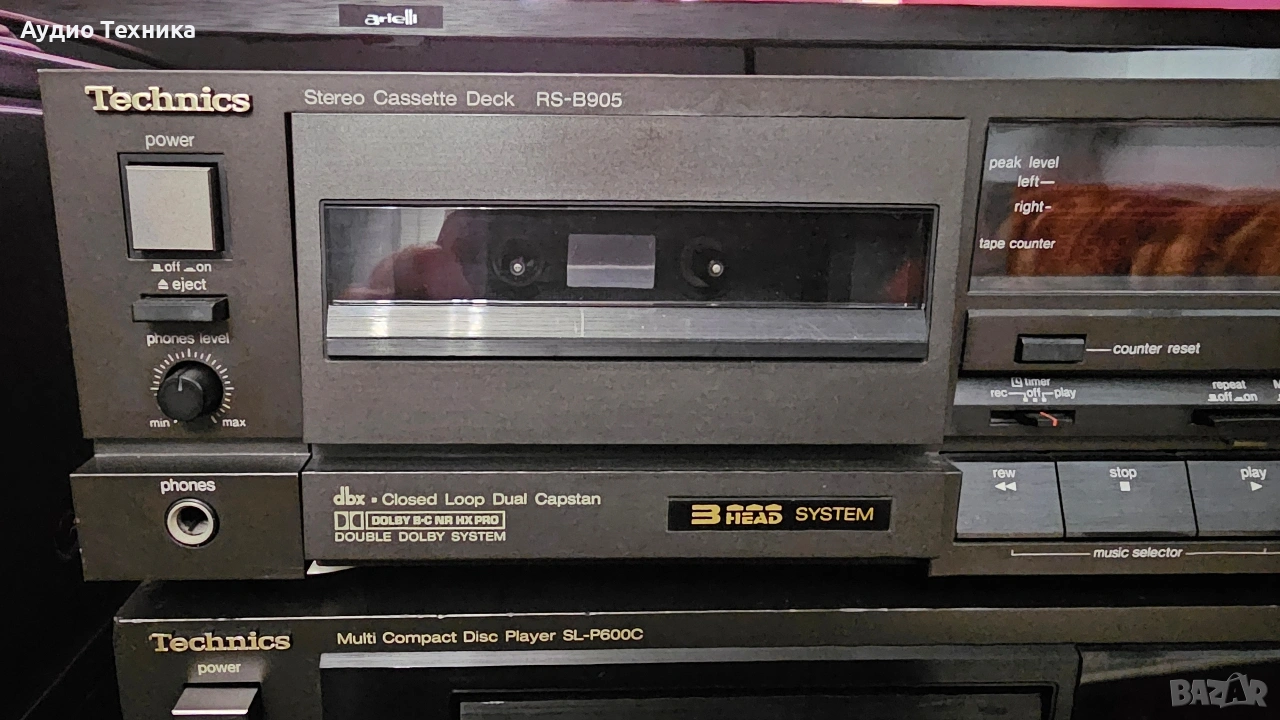 Аудио Техника
arielli
Technics
Stereo Cassette Deck RS-B905
power
off on
eject
phones level
min max
phones
peak level
left
right
tape counter
counter reset
timer
rec off play
repeat
off on
rew
stop
play
music selector
dbx • Closed Loop Dual Capstan
DOLBY B·C NR HX PRO
DOUBLE DOLBY SYSTEM
3 HEAD SYSTEM
Technics
Multi Compact Disc Player SL-P600C
power
BAZAR